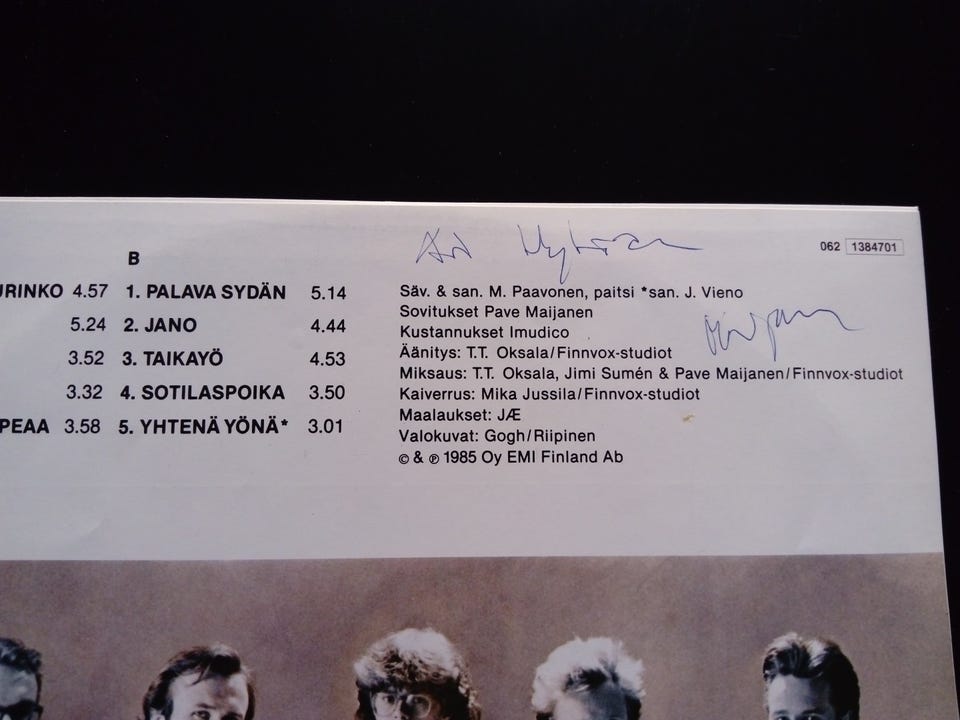 B
URINKO 4.57 1. PALAVA SYDÄN 5.14
5.24 2. JANO 4.44
3.52 3. TAIKAYÖ 4.53
3.32 4. SOTILASPOIKA 3.50
PEAA 3.58 5. YHTENÄ YÖNÄ* 3.01
062 1384701
Säv. & san. M. Paavonen, paitsi *san. J. Vieno
Sovitukset Pave Maijanen
Kustannukset Imudico
Äänitys: T.T. Oksala/Finnvox-studiot
Miksaus: T.T. Oksala, Jimi Sumén & Pave Maijanen/Finnvox-studiot
Kaiverrus: Mika Jussila/Finnvox-studiot
Maalaukset: JÆ
Valokuvat: Gogh/Riipinen
© & ℗ 1985 Oy EMI Finland Ab